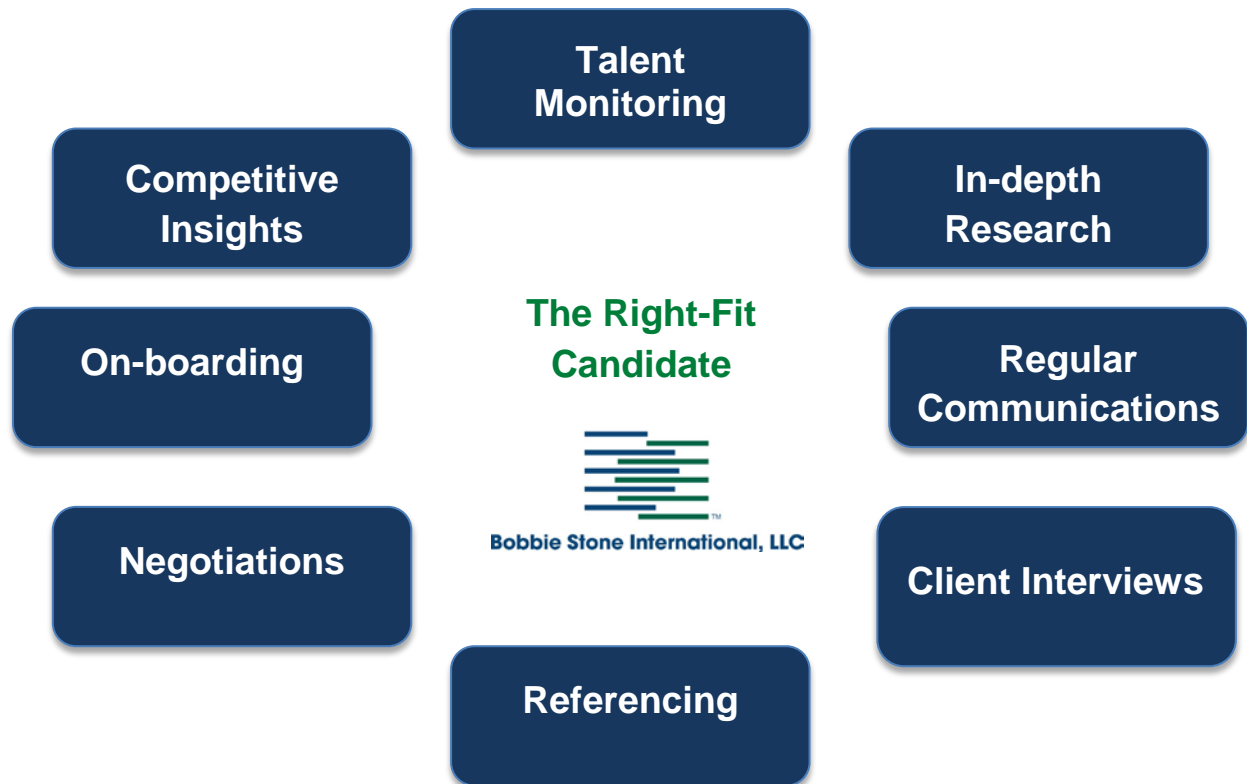 Talent
Monitoring
Competitive
Insights
In-depth
Research
The Right-Fit
Candidate
On-boarding
Regular
Communications
TM
Bobbie Stone International, LLC
Negotiations
Client Interviews
Referencing